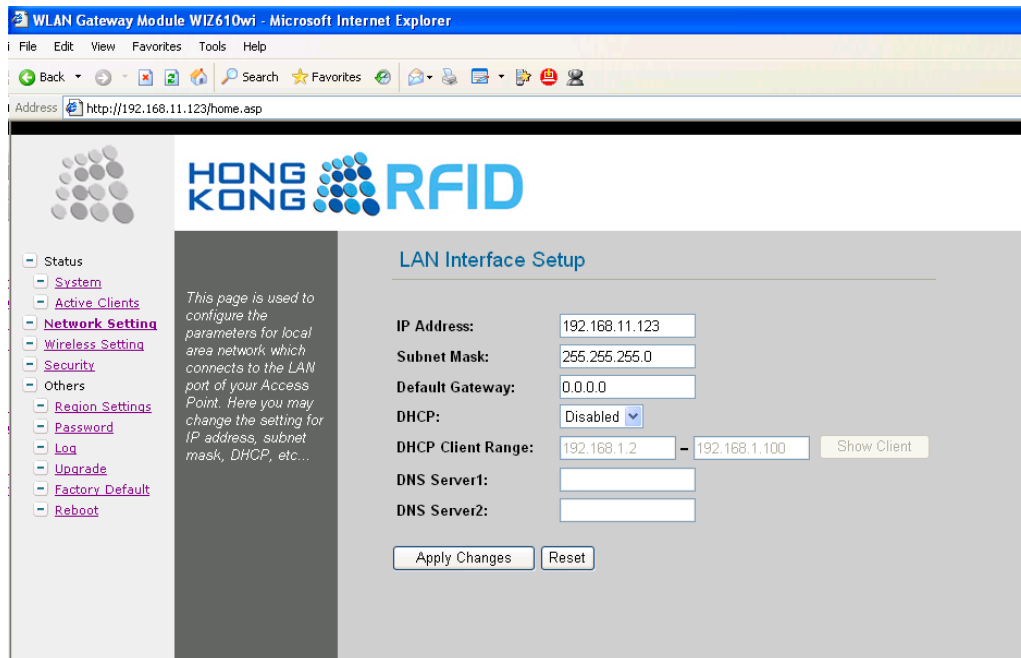 WLAN Gateway Module WIZ610wi - Microsoft Internet Explorer
File Edit View Favorites Tools Help
Back Search Favorites
Address http://192.168.11.123/home.asp
HONG KONG RFID
Status
System
Active Clients
Network Setting
Wireless Setting
Security
Others
Region Settings
Password
Log
Upgrade
Factory Default
Reboot
This page is used to
configure the
parameters for local
area network which
connects to the LAN
port of your Access
Point. Here you may
change the setting for
IP address, subnet
mask, DHCP, etc...
LAN Interface Setup
IP Address: 192.168.11.123
Subnet Mask: 255.255.255.0
Default Gateway: 0.0.0.0
DHCP: Disabled
DHCP Client Range: 192.168.1.2 – 192.168.1.100 Show Client
DNS Server1:
DNS Server2:
Apply Changes Reset